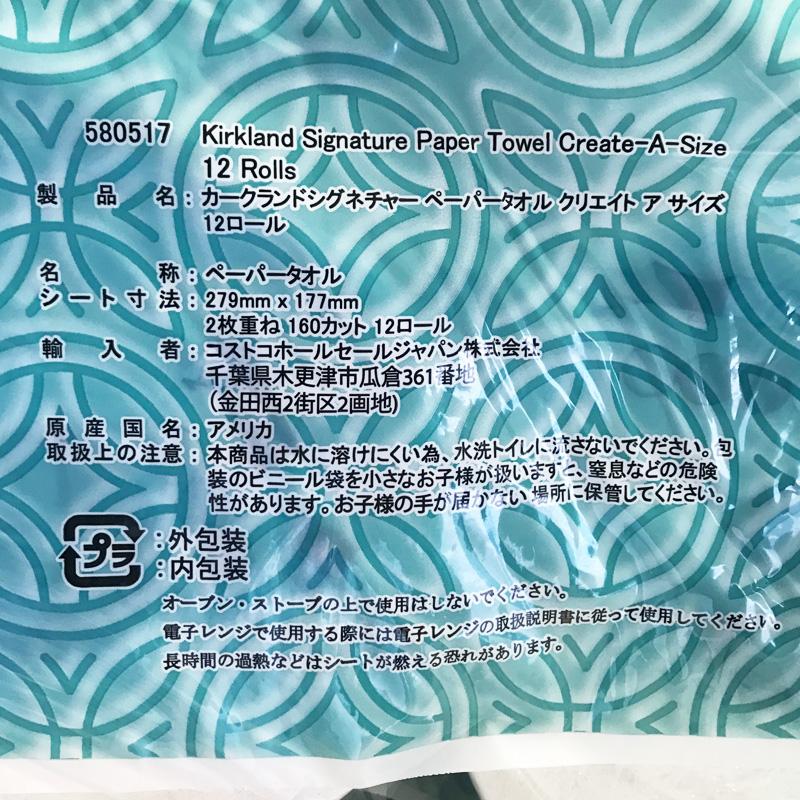 580517 Kirkland Signature Paper Towel Create-A-Size
12 Rolls
製品名：カークランドシグネチャー ペーパータオル クリエイト ア サイズ
12ロール
名称：ペーパータオル
シート寸法：279mm x 177mm
2枚重ね 160カット 12ロール
輸入者：コストコホールセールジャパン株式会社
千葉県木更津市瓜倉361番地
（金田西2街区2画地）
原産国名：アメリカ
取扱上の注意：本商品は水に溶けにくい為、水洗トイレに流さないでください。包
装のビニール袋を小さなお子様が扱いますと、窒息などの危険
性があります。お子様の手が届かない場所に保管してください。
プラ：外包装
：内包装
オーブン・ストーブの上で使用はしないでください。
電子レンジで使用する際には電子レンジの取扱説明書に従って使用してください。
長時間の過熱などはシートが燃える恐れがあります。